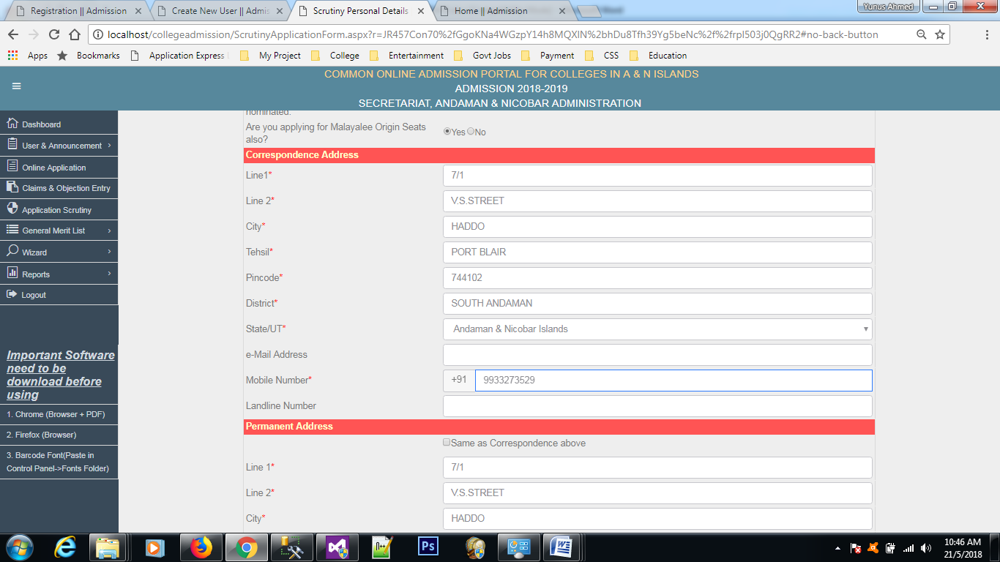 Registration || Admission
Create New User || Admis
Scrutiny Personal Details
Home || Admission
Yunus Ahmed
localhost/collegeadmission/ScrutinyApplicationForm.aspx?r=JR457Con70%2fGgoKNa4WGzpY14h8MQXIN%2bhDu8Tfh39Yg5beNc%2f%2frpl503j0QgRR2#no-back-button
Apps Bookmarks Application Express My Project College Entertainment Govt Jobs Payment CSS Education
COMMON ONLINE ADMISSION PORTAL FOR COLLEGES IN A & N ISLANDS
ADMISSION 2018-2019
SECRETARIAT, ANDAMAN & NICOBAR ADMINISTRATION
Dashboard
User & Announcement
Online Application
Claims & Objection Entry
Application Scrutiny
General Merit List
Wizard
Reports
Logout
Important Software
need to be
download before
using
1. Chrome (Browser + PDF)
2. Firefox (Browser)
3. Barcode Font(Paste in
Control Panel->Fonts Folder)
nominated.
Are you applying for Malayalee Origin Seats
also?
Yes No
Correspondence Address
Line1* 7/1
Line 2* V.S.STREET
City* HADDO
Tehsil* PORT BLAIR
Pincode* 744102
District* SOUTH ANDAMAN
State/UT* Andaman & Nicobar Islands
e-Mail Address
Mobile Number* +91 9933273529
Landline Number
Permanent Address
Same as Correspondence above
Line 1* 7/1
Line 2* V.S.STREET
City* HADDO
Ps
10:46 AM
21/5/2018